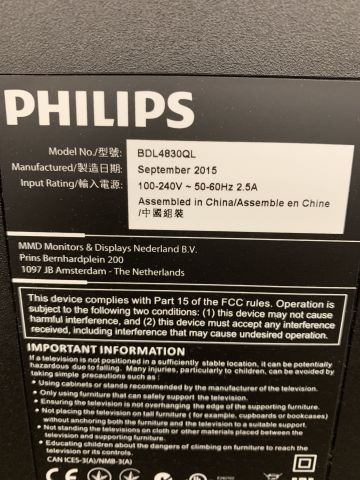 PHILIPS
Model No./型號: BDL4830QL
Manufactured/製造日期: September 2015
Input Rating/輸入電源: 100-240V ~ 50-60Hz 2.5A
Assembled in China/Assemble en Chine
/中國組裝
MMD Monitors & Displays Nederland B.V.
Prins Bernhardplein 200
1097 JB Amsterdam - The Netherlands
This device complies with Part 15 of the FCC rules. Operation is
subject to the following two conditions: (1) this device may not cause
harmful interference, and (2) this device must accept any interference
received, including interference that may cause undesired operation.
IMPORTANT INFORMATION
If a television is not positioned in a sufficiently stable location, it can be potentially
hazardous due to falling. Many injuries, particularly to children, can be avoided by
taking simple precautions such as :
• Using cabinets or stands recommended by the manufacturer of the television.
• Only using furniture that can safely support the television.
• Ensuring the television is not overhanging the edge of the supporting furniture.
• Not placing the television on tall furniture ( for example, cupboards or bookcases)
without anchoring both the furniture and the television to a suitable support.
• Not standing the televisions on cloth or other materials placed between the
television and supporting furniture.
• Educating children about the dangers of climbing on furniture to reach the
television or its controls.
CAN ICES-3(A)/NMB-3(A)